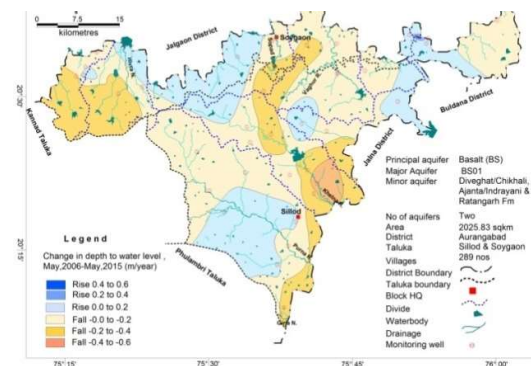 0 7.5 15
kilometres
Jalgaon District
Soygaon
Buldana District
Jalna District
Kannad Taluka
20°30'
20°15'
Sillod
Phulambri Taluka
Legend
Change in depth to water level ,
May,2006-May,2015 (m/year)
Rise 0.4 to 0.6
Rise 0.2 to 0.4
Rise 0.0 to 0.2
Fall -0.0 to -0.2
Fall -0.2 to -0.4
Fall -0.4 to -0.6
Principal aquifer Basalt (BS)
Major Aquifer BS01
Minor aquifer Diveghat/Chikhali,
Ajanta/Indrayani &
Ratangarh Fm
No of aquifers Two
Area 2025.83 sqkm
District Aurangabad
Taluka Sillod & Soygaon
Villages 289 nos
District Boundary
Taluka boundary
Block HQ
Divide
Waterbody
Drainage
Monitoring well
75°15' 75°30' 75°45' 76°00'